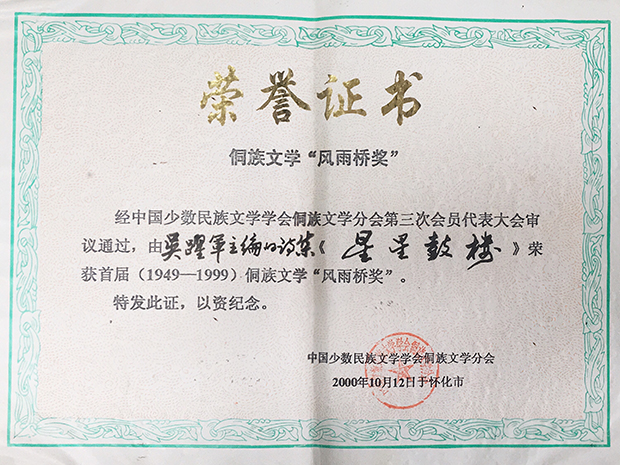 荣誉证书
侗族文学“风雨桥奖”
经中国少数民族文学学会侗族文学分会第三次会员代表大会审
议通过，由吴跃军主编的诗集《星星鼓楼》荣
获首届（1949—1999）侗族文学“风雨桥奖”。
特发此证，以资纪念。
中国少数民族文学学会侗族文学分会
2000年10月12日于怀化市